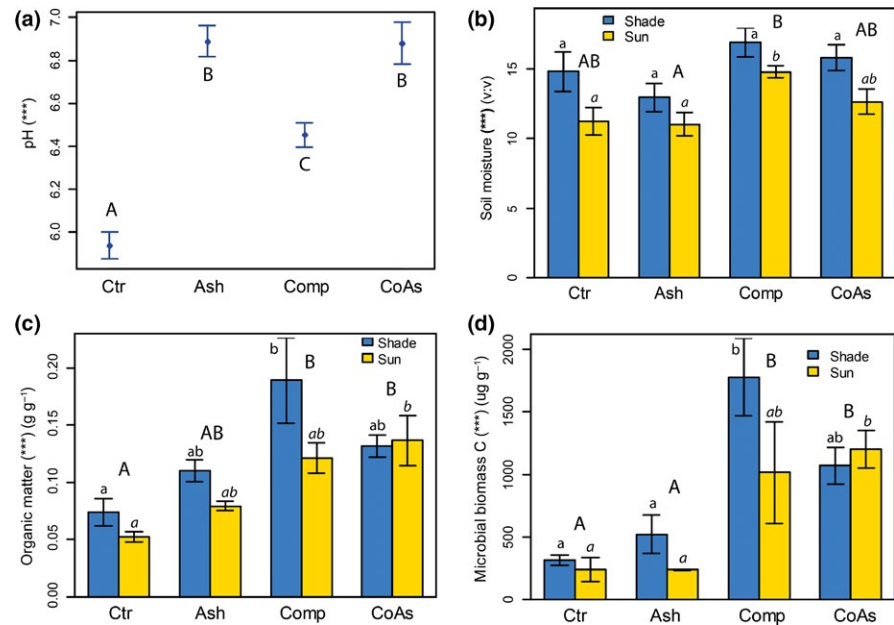 (a)
7.0
6.8
6.6
6.4
6.2
6.0
pH (***)
A
B
C
B
Ctr
Ash
Comp
CoAs
(b)
Shade
Sun
15
10
5
0
Soil moisture (***) (v:v)
a
AB
a
a
A
a
a
B
b
a
AB
ab
Ctr
Ash
Comp
CoAs
(c)
Shade
Sun
0.20
0.15
0.10
0.05
0.00
Organic matter (***) (g g⁻¹)
a
A
a
ab
AB
ab
b
B
ab
ab
B
b
Ctr
Ash
Comp
CoAs
(d)
Shade
Sun
2000
1500
1000
500
0
Microbial biomass C (***) (ug g⁻¹)
a
A
a
a
A
a
b
B
ab
ab
B
b
Ctr
Ash
Comp
CoAs